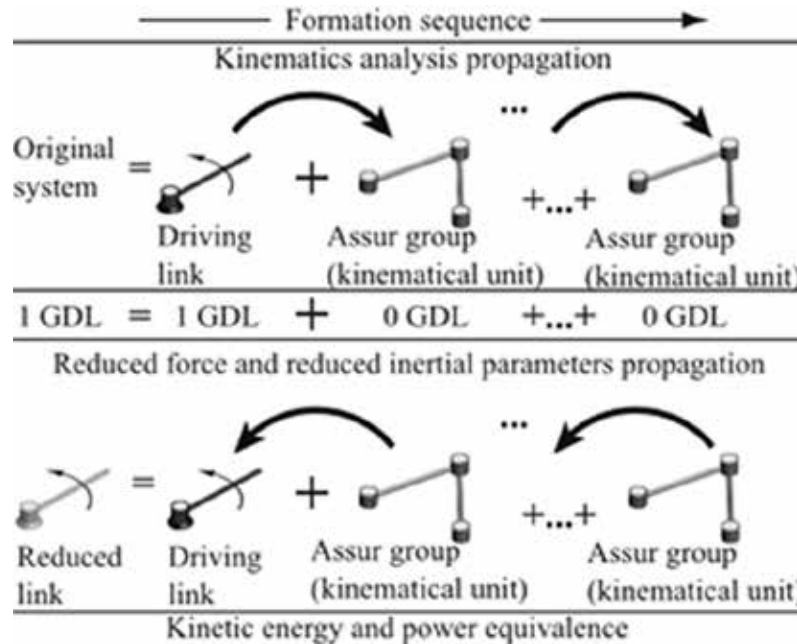 Formation sequence
Kinematics analysis propagation
...
Original
system
=
+
+...+
Driving
link
Assur group
(kinematical unit)
Assur group
(kinematical unit)
1 GDL = 1 GDL + 0 GDL +...+ 0 GDL
Reduced force and reduced inertial parameters propagation
...
=
+
+...+
Reduced
link
Driving
link
Assur group
(kinematical unit)
Assur group
(kinematical unit)
Kinetic energy and power equivalence